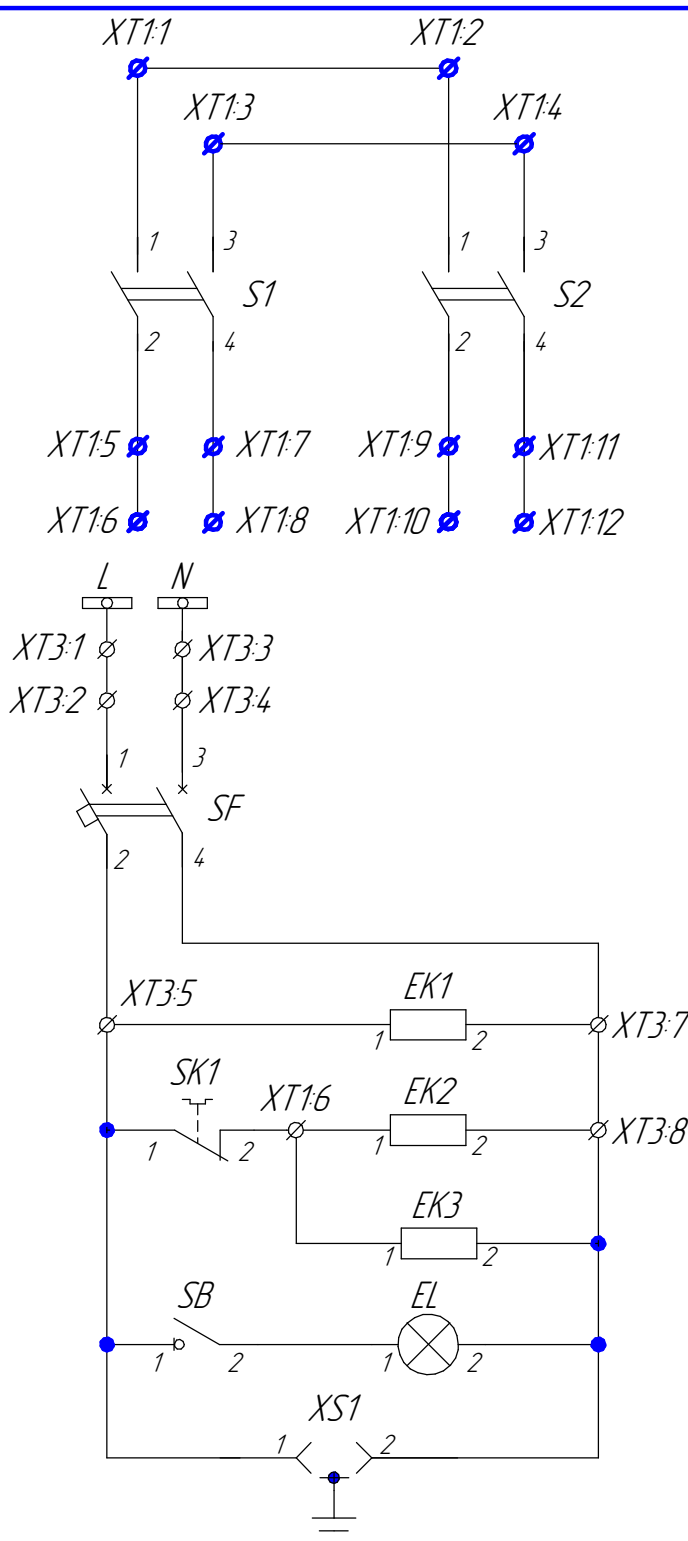 XT1:1 XT1:2
XT1:3 XT1:4
1 3 1 3
S1 S2
2 4 2 4
XT1:5 XT1:7 XT1:9 XT1:11
XT1:6 XT1:8 XT1:10 XT1:12
L N
XT3:1 XT3:3
XT3:2 XT3:4
1 3
SF
2 4
XT3:5 EK1
1 2 XT3:7
SK1 XT1:6 EK2
1 2 1 2 XT3:8
EK3
1 2
SB EL
1 2 1 2
XS1
1 2